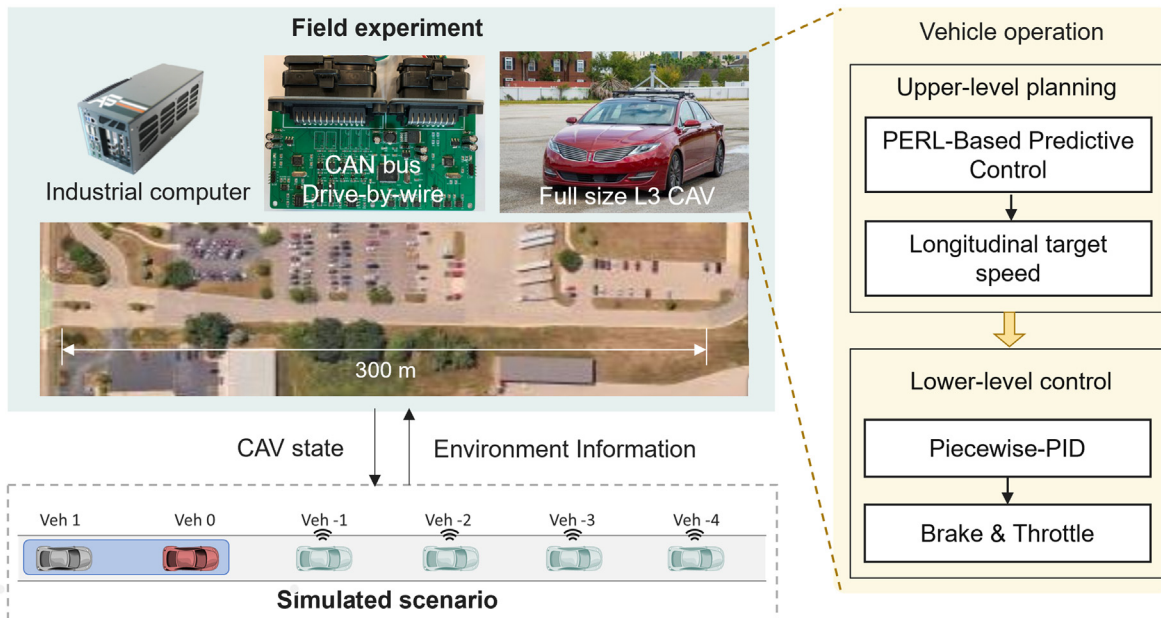 Field experiment
Industrial computer
CAN bus
Drive-by-wire
Full size L3 CAV
300 m
CAV state
Environment Information
Veh 1
Veh 0
Veh -1
Veh -2
Veh -3
Veh -4
Simulated scenario
Vehicle operation
Upper-level planning
PERL-Based Predictive
Control
Longitudinal target
speed
Lower-level control
Piecewise-PID
Brake & Throttle